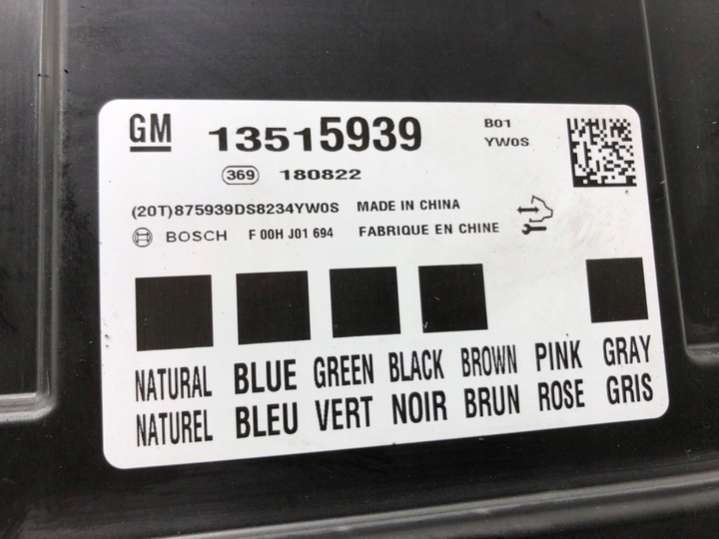 GM 13515939 B01
YW0S
369 180822
(20T)875939DS8234YW0S MADE IN CHINA
BOSCH F 00H J01 694 FABRIQUE EN CHINE
NATURAL BLUE GREEN BLACK BROWN PINK GRAY
NATUREL BLEU VERT NOIR BRUN ROSE GRIS